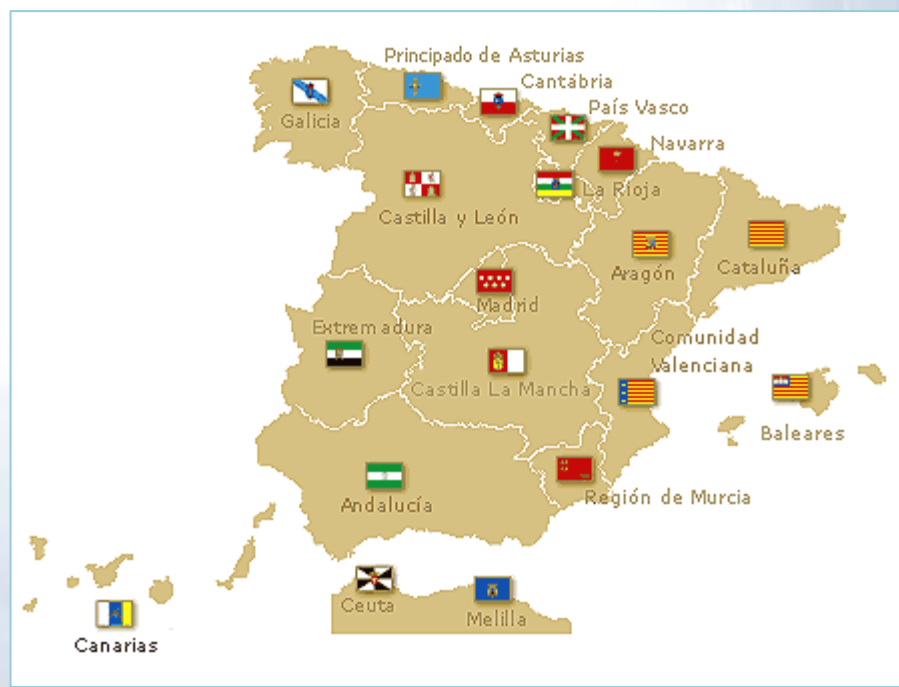 Principado de Asturias
Cantábria
País Vasco
Galicia
Navarra
La Rioja
Castilla y León
Aragón
Cataluña
Madrid
Extremadura
Comunidad
Valenciana
Castilla La Mancha
Baleares
Andalucía
Región de Murcia
Ceuta
Melilla
Canarias